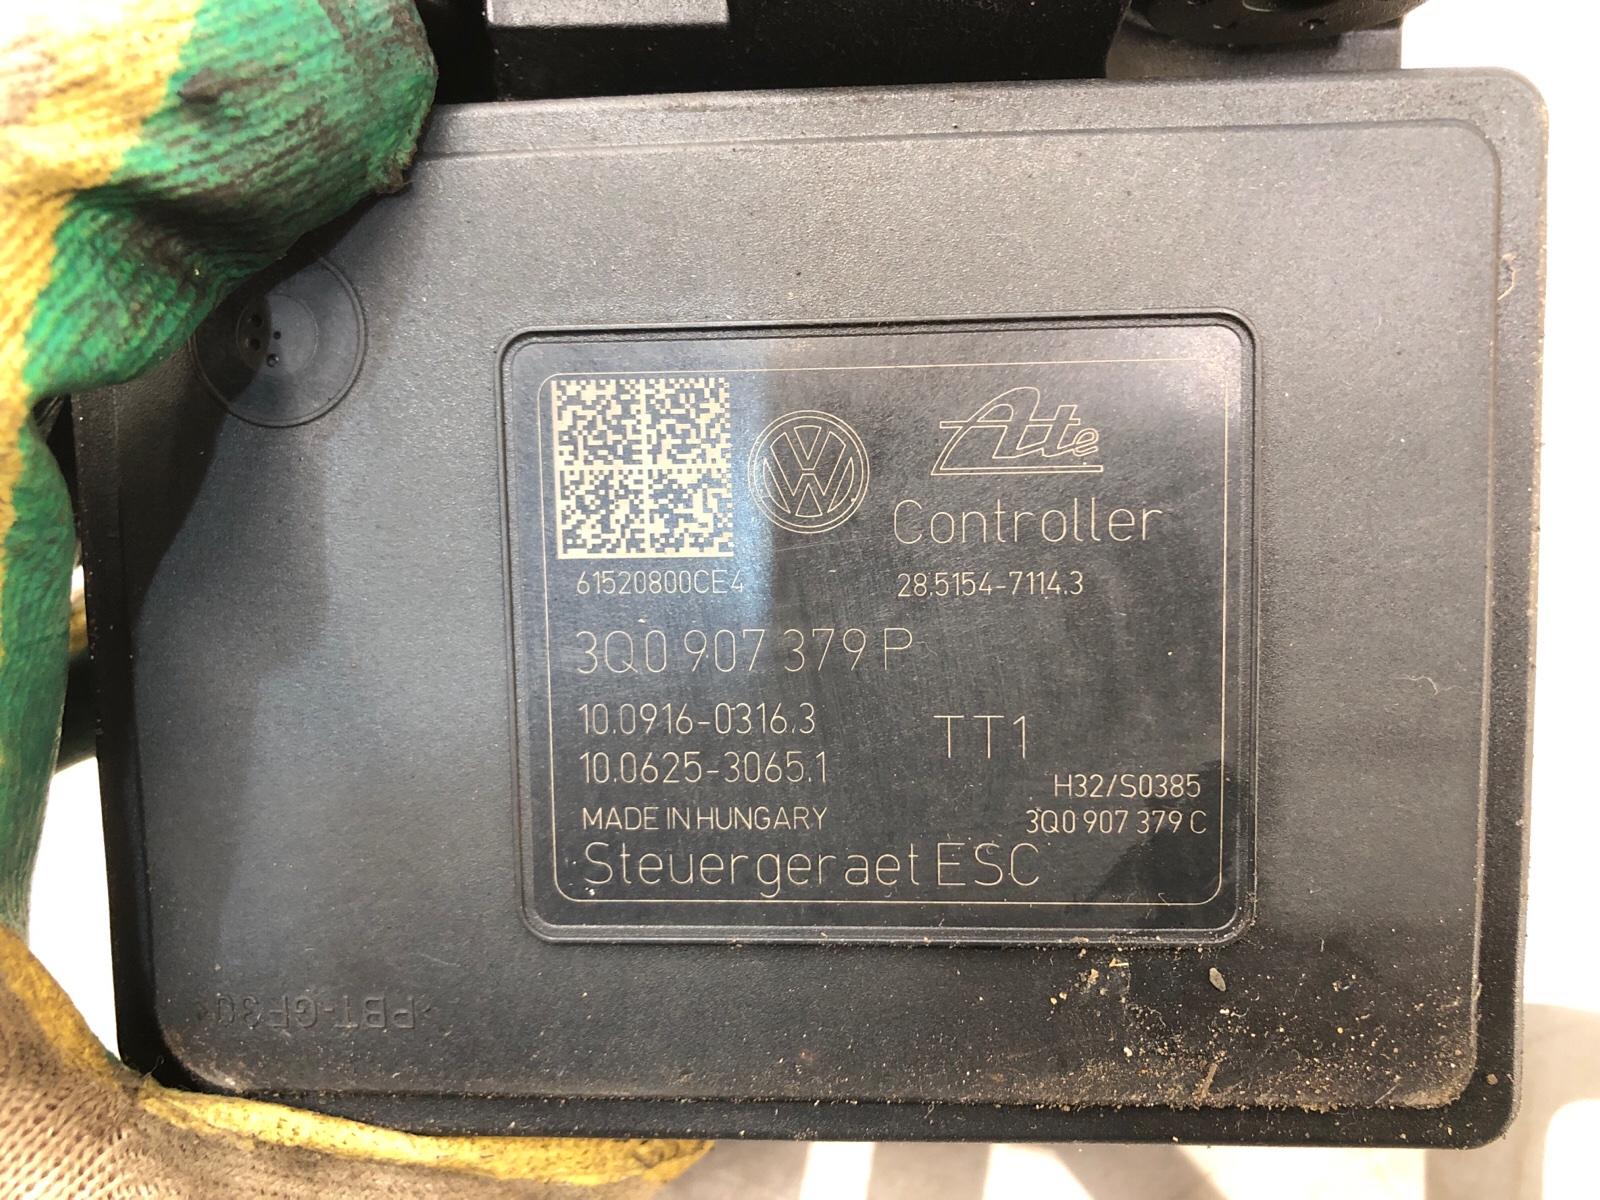 Ate
Controller
61520800CE4
28.5154-7114.3
3Q0 907 379 P
10.0916-0316.3
TT1
10.0625-3065.1
H32/S0385
MADE IN HUNGARY
3Q0 907 379 C
Steuergeraet ESC
>PBT-GF30<